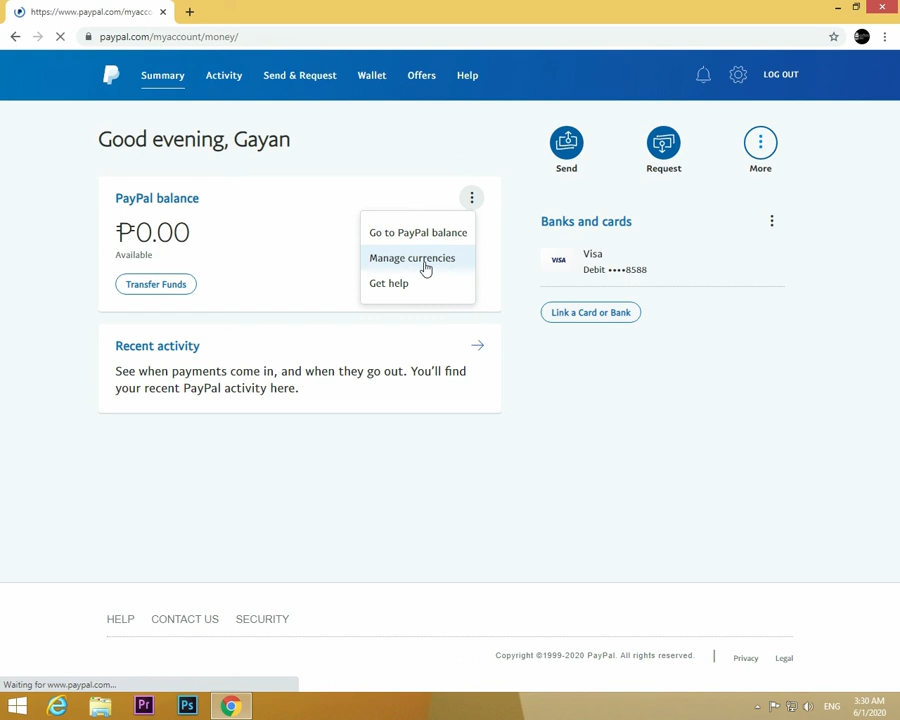 https://www.paypal.com/myacco
paypal.com/myaccount/money/
Summary
Activity
Send & Request
Wallet
Offers
Help
LOG OUT
Good evening, Gayan
PayPal balance
₱0.00
Available
Transfer Funds
Go to PayPal balance
Manage currencies
Get help
Recent activity
See when payments come in, and when they go out. You'll find
your recent PayPal activity here.
Send
Request
More
Banks and cards
VISA
Visa
Debit ••••8588
Link a Card or Bank
HELP
CONTACT US
SECURITY
Copyright ©1999-2020 PayPal. All rights reserved.
Privacy
Legal
Waiting for www.paypal.com...
Pr
Ps
ENG
3:30 AM
6/1/2020